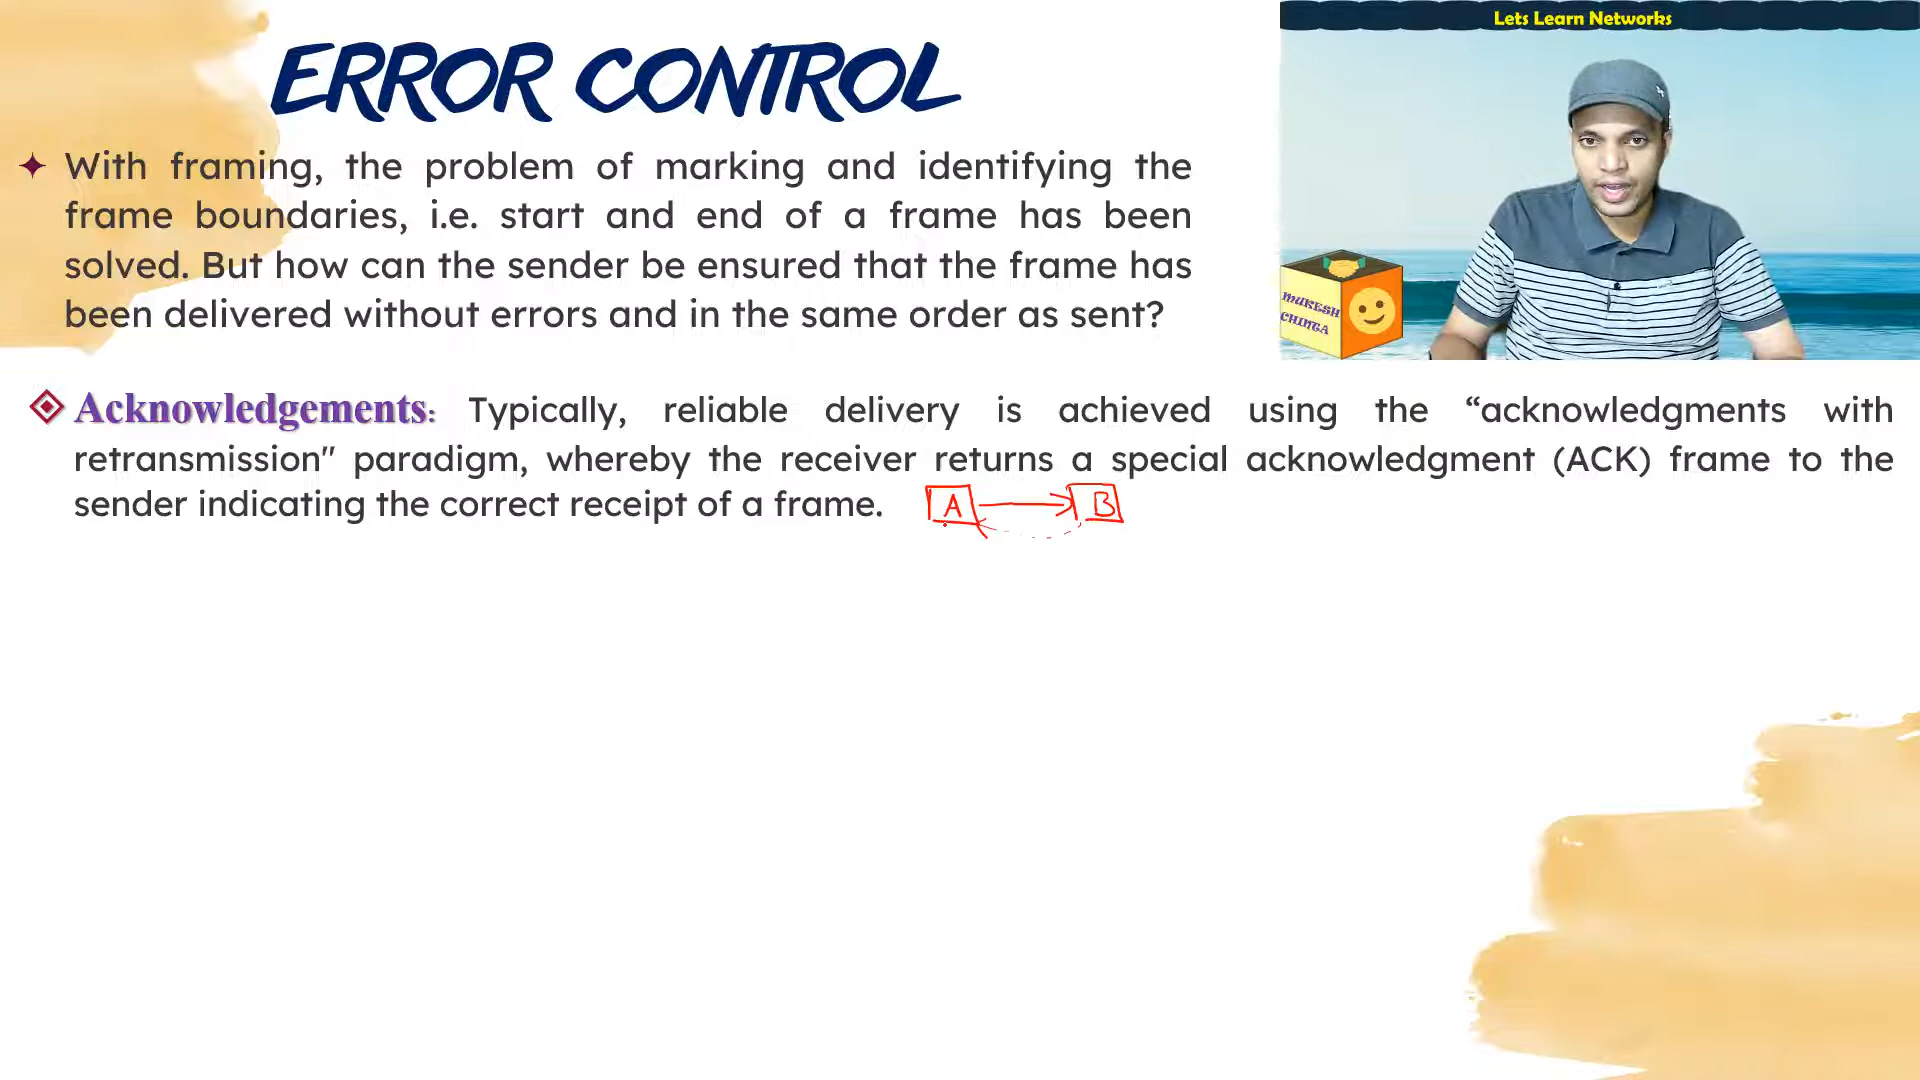 Lets Learn Networks
ERROR CONTROL
With framing, the problem of marking and identifying the
frame boundaries, i.e. start and end of a frame has been
solved. But how can the sender be ensured that the frame has
been delivered without errors and in the same order as sent?
MUKESH
CHINTA
Acknowledgements: Typically, reliable delivery is achieved using the “acknowledgments with
retransmission" paradigm, whereby the receiver returns a special acknowledgment (ACK) frame to the
sender indicating the correct receipt of a frame.
A B